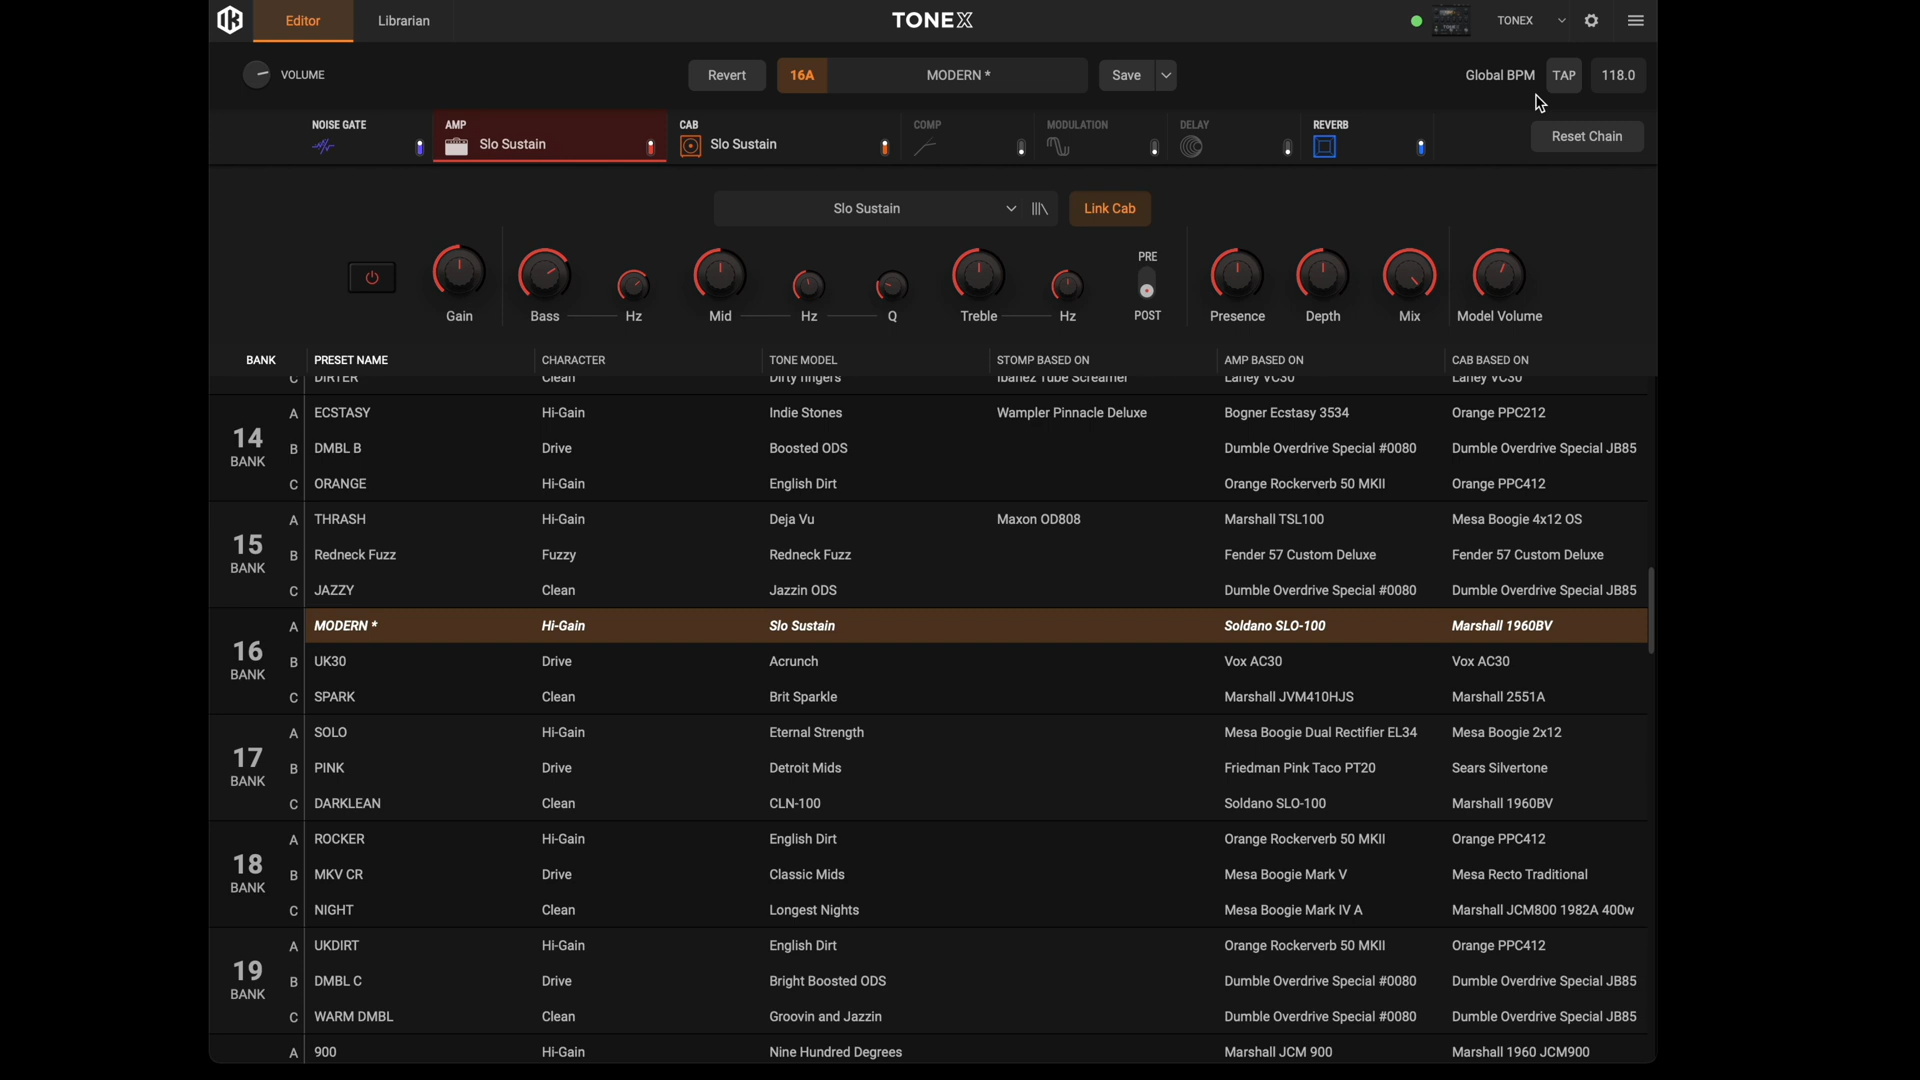 Editor Librarian TONEX TONEX
VOLUME Revert 16A MODERN * Save Global BPM TAP 118.0
NOISE GATE AMP CAB COMP MODULATION DELAY REVERB
Slo Sustain Slo Sustain Reset Chain
Slo Sustain Link Cab
PRE
Gain Bass Hz Mid Hz Q Treble Hz POST Presence Depth Mix Model Volume
BANK PRESET NAME CHARACTER TONE MODEL STOMP BASED ON AMP BASED ON CAB BASED ON
C DIRTER Clean Dirty fingers Ibanez Tube Screamer Laney VC30 Laney VC30
14 BANK
A ECSTASY Hi-Gain Indie Stones Wampler Pinnacle Deluxe Bogner Ecstasy 3534 Orange PPC212
B DMBL B Drive Boosted ODS Dumble Overdrive Special #0080 Dumble Overdrive Special JB85
C ORANGE Hi-Gain English Dirt Orange Rockerverb 50 MKII Orange PPC412
15 BANK
A THRASH Hi-Gain Deja Vu Maxon OD808 Marshall TSL100 Mesa Boogie 4x12 OS
B Redneck Fuzz Fuzzy Redneck Fuzz Fender 57 Custom Deluxe Fender 57 Custom Deluxe
C JAZZY Clean Jazzin ODS Dumble Overdrive Special #0080 Dumble Overdrive Special JB85
16 BANK
A MODERN * Hi-Gain Slo Sustain Soldano SLO-100 Marshall 1960BV
B UK30 Drive Acrunch Vox AC30 Vox AC30
C SPARK Clean Brit Sparkle Marshall JVM410HJS Marshall 2551A
17 BANK
A SOLO Hi-Gain Eternal Strength Mesa Boogie Dual Rectifier EL34 Mesa Boogie 2x12
B PINK Drive Detroit Mids Friedman Pink Taco PT20 Sears Silvertone
C DARKLEAN Clean CLN-100 Soldano SLO-100 Marshall 1960BV
18 BANK
A ROCKER Hi-Gain English Dirt Orange Rockerverb 50 MKII Orange PPC412
B MKV CR Drive Classic Mids Mesa Boogie Mark V Mesa Recto Traditional
C NIGHT Clean Longest Nights Mesa Boogie Mark IV A Marshall JCM800 1982A 400w
19 BANK
A UKDIRT Hi-Gain English Dirt Orange Rockerverb 50 MKII Orange PPC412
B DMBL C Drive Bright Boosted ODS Dumble Overdrive Special #0080 Dumble Overdrive Special JB85
C WARM DMBL Clean Groovin and Jazzin Dumble Overdrive Special #0080 Dumble Overdrive Special JB85
A 900 Hi-Gain Nine Hundred Degrees Marshall JCM 900 Marshall 1960 JCM900